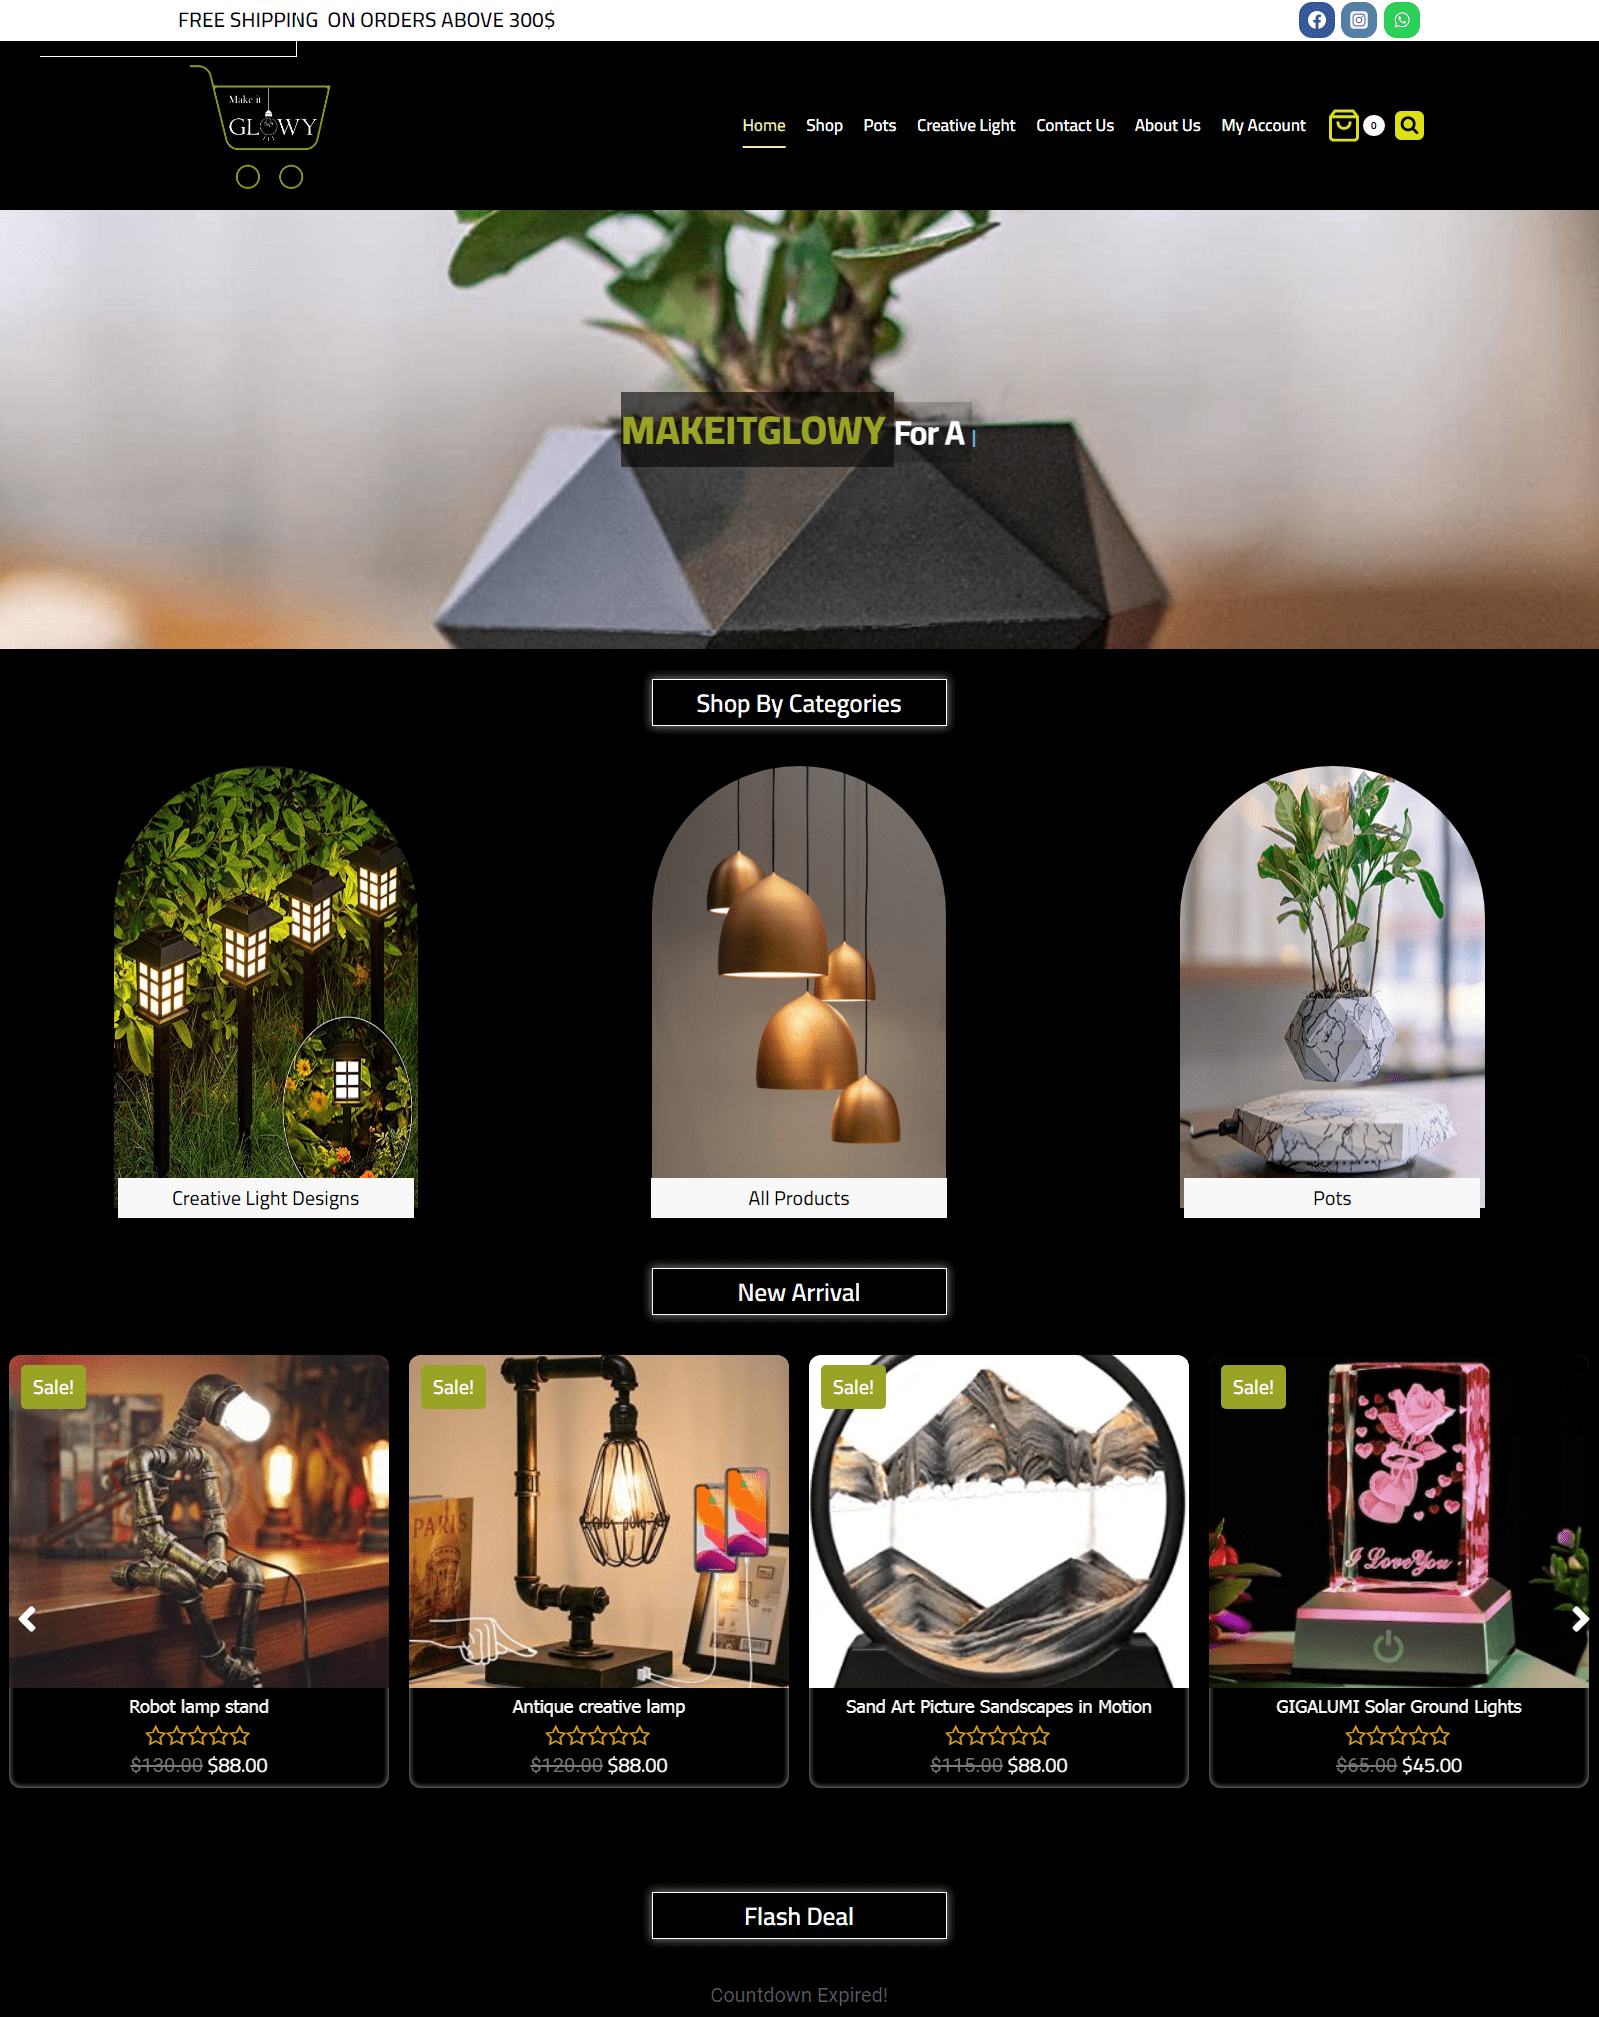 FREE SHIPPING  ON ORDERS ABOVE 300$
Make it
GLOWY
Home Shop Pots Creative Light Contact Us About Us My Account 0
MAKEITGLOWY For A
Shop By Categories
Creative Light Designs
All Products
Pots
New Arrival
Sale!
Sale!
Sale!
Sale!
PARIS
I Love You
Robot lamp stand
$130.00 $88.00
Antique creative lamp
$120.00 $88.00
Sand Art Picture Sandscapes in Motion
$115.00 $88.00
GIGALUMI Solar Ground Lights
$65.00 $45.00
Flash Deal
Countdown Expired!